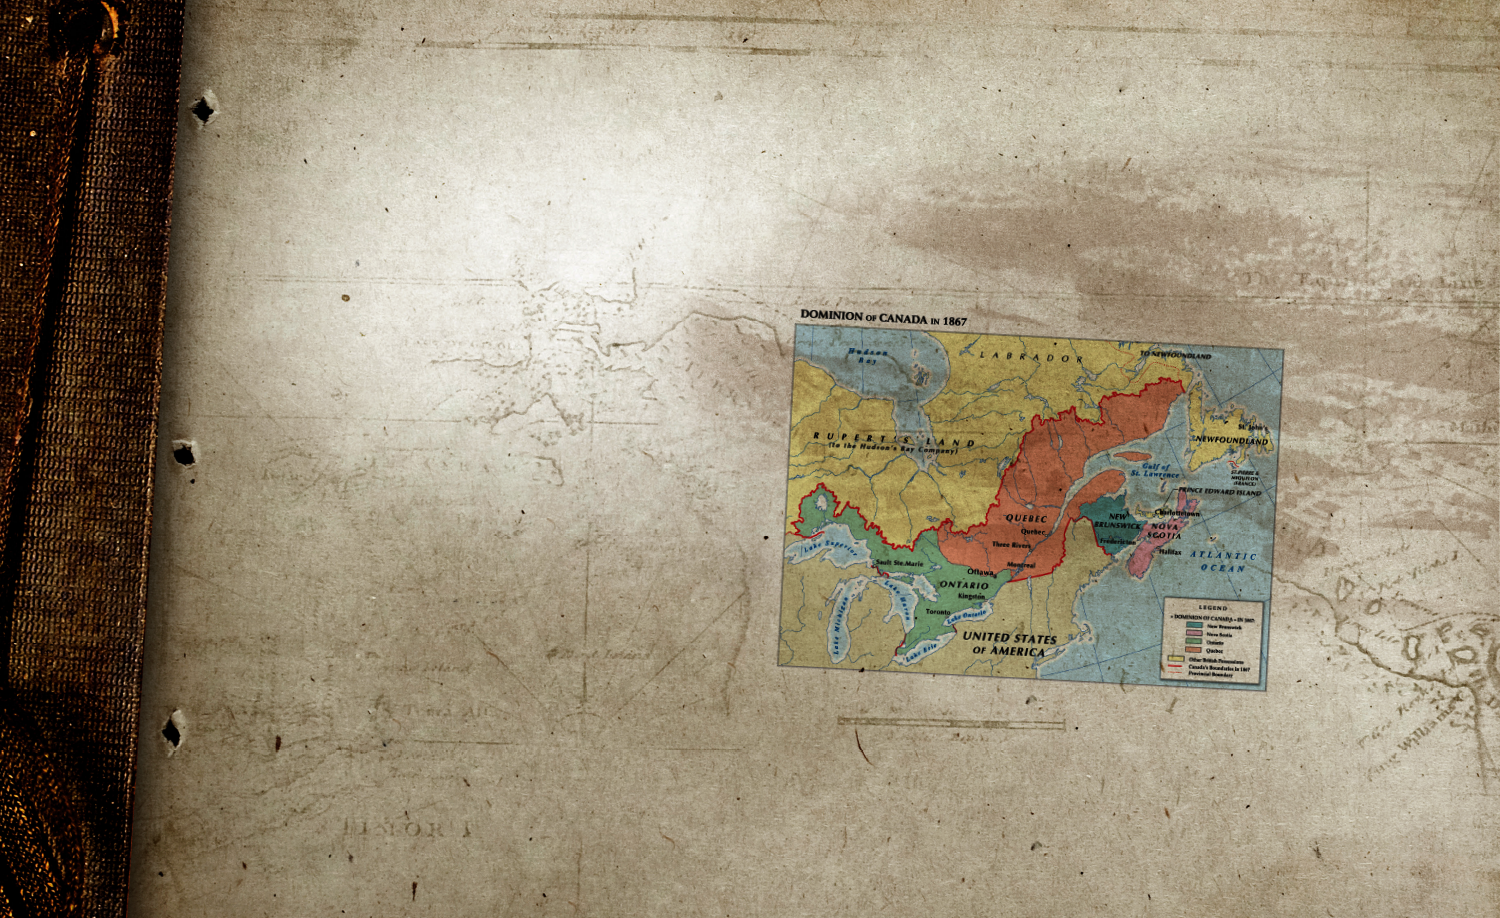 DOMINION OF CANADA IN 1867
Hudson
Bay
LABRADOR
TO NEWFOUNDLAND
RUPERT'S LAND
(to the Hudson's Bay Company)
St. John's
NEWFOUNDLAND
ST. PIERRE &
MIQUELON
(FRANCE)
Gulf of
St. Lawrence
PRINCE EDWARD ISLAND
Charlottetown
QUEBEC
Quebec
NEW
BRUNSWICK
NOVA
SCOTIA
Fredericton
Halifax
Three Rivers
Montreal
Ottawa
ATLANTIC
OCEAN
Lake Superior
Sault Ste. Marie
ONTARIO
Kingston
Lake Michigan
Lake Huron
Toronto
Lake Ontario
Lake Erie
UNITED STATES
OF AMERICA
LEGEND
DOMINION OF CANADA – IN 1867:
New Brunswick
Nova Scotia
Ontario
Quebec
Other British Possessions
Canada's Boundaries in 1867
Provincial Boundary